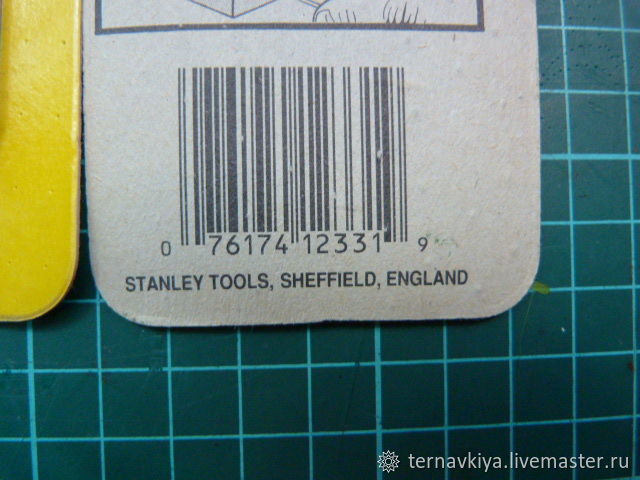 0 76174 12331 9
STANLEY TOOLS, SHEFFIELD, ENGLAND
ternavkiya.livemaster.ru